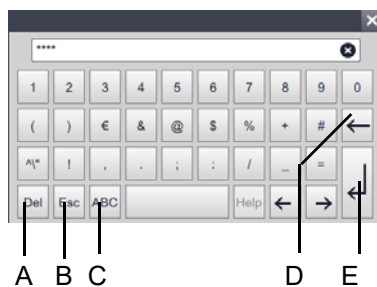 ****
1 2 3 4 5 6 7 8 9 0
( ) € & @ $ % + # ←
^\" ! , . ; : / _ =
Del Esc ABC Help ← → ↵
A B C D E